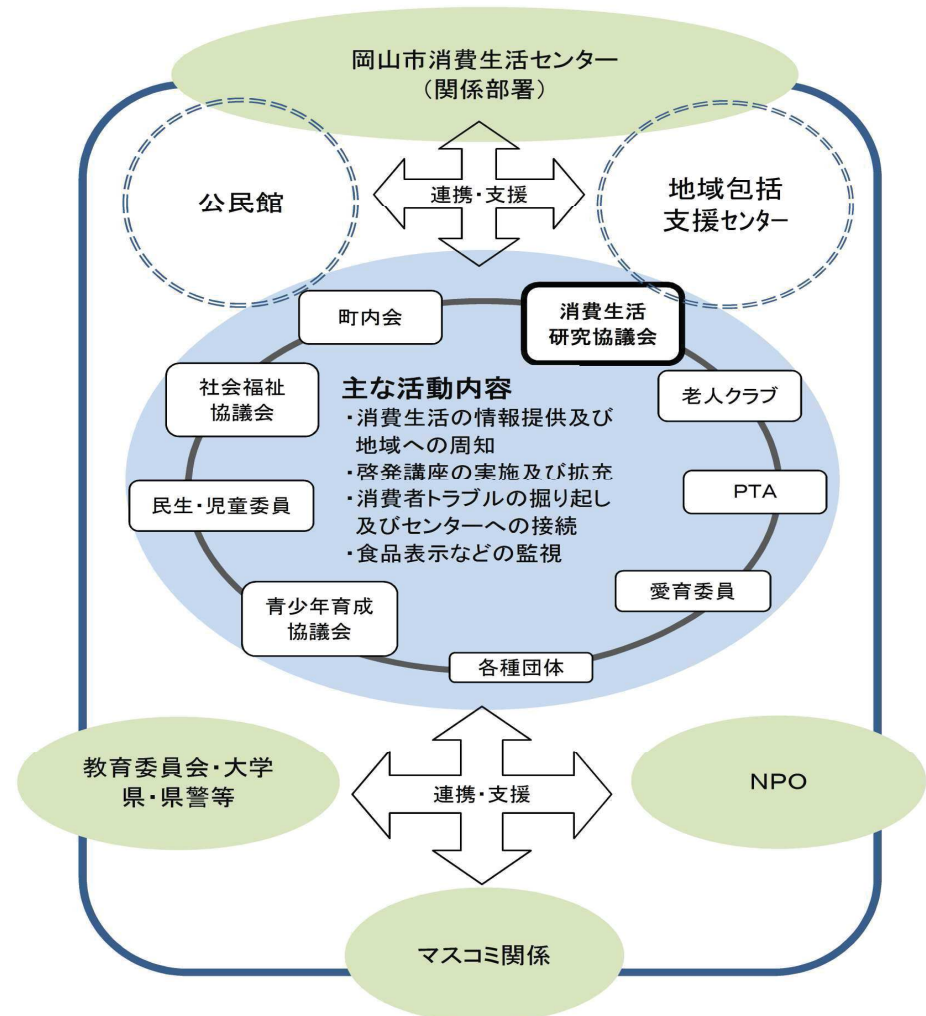 岡山市消費生活センター
（関係部署）
公民館
連携・支援
地域包括
支援センター
町内会
消費生活
研究協議会
社会福祉
協議会
主な活動内容
・消費生活の情報提供及び
地域への周知
・啓発講座の実施及び拡充
・消費者トラブルの掘り起し
及びセンターへの接続
・食品表示などの監視
老人クラブ
民生・児童委員
PTA
青少年育成
協議会
愛育委員
各種団体
教育委員会・大学
県・県警等
連携・支援
NPO
マスコミ関係